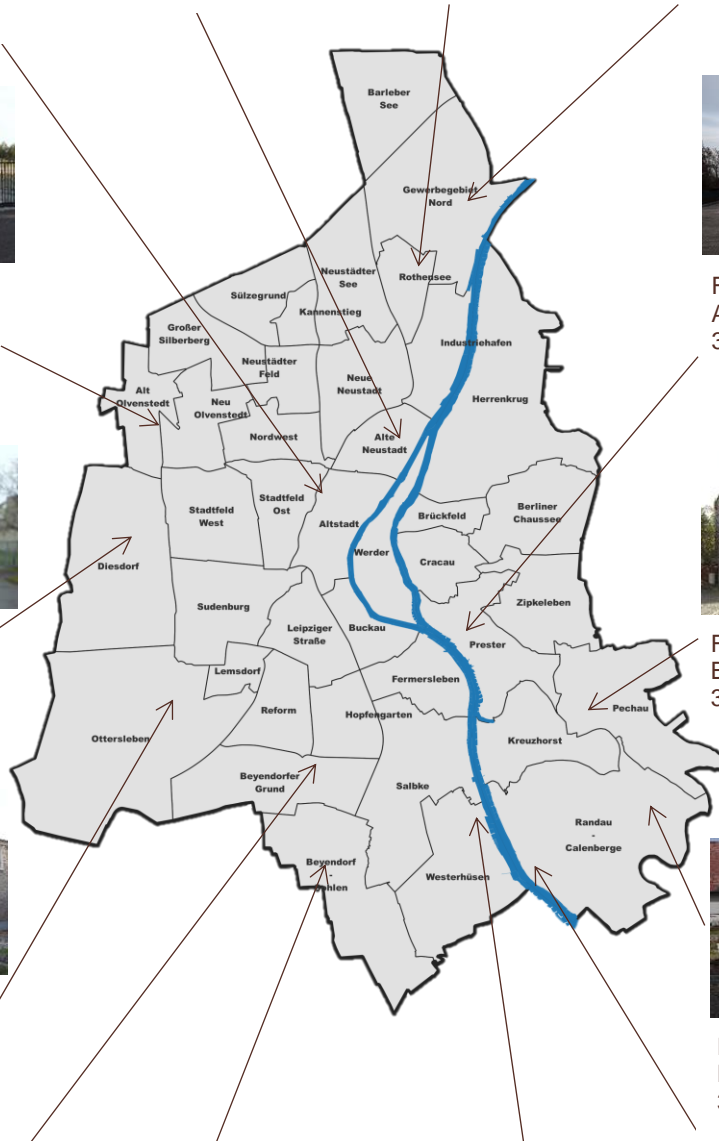 Barleber
See
Gewerbegebiet
Nord
Neustädter
See
Rothensee
Sülzegrund
Kannenstieg
Großer
Silberberg
Industriehafen
Neustädter
Feld
Neue
Neustadt
Alt
Olvenstedt
Neu
Olvenstedt
Herrenkrug
Nordwest
Alte
Neustadt
Stadtfeld
West
Stadtfeld
Ost
Altstadt
Brückfeld
Berliner
Chaussee
Werder
Cracau
Diesdorf
Sudenburg
Zipkeleben
Leipziger
Straße
Buckau
Prester
Lemsdorf
Fermersleben
Reform
Hopfengarten
Pechau
Ottersleben
Kreuzhorst
Beyendorfer
Grund
Salbke
Randau
-
Calenberge
Beyendorf
-
Westerhüsen
F
A
3
F
3